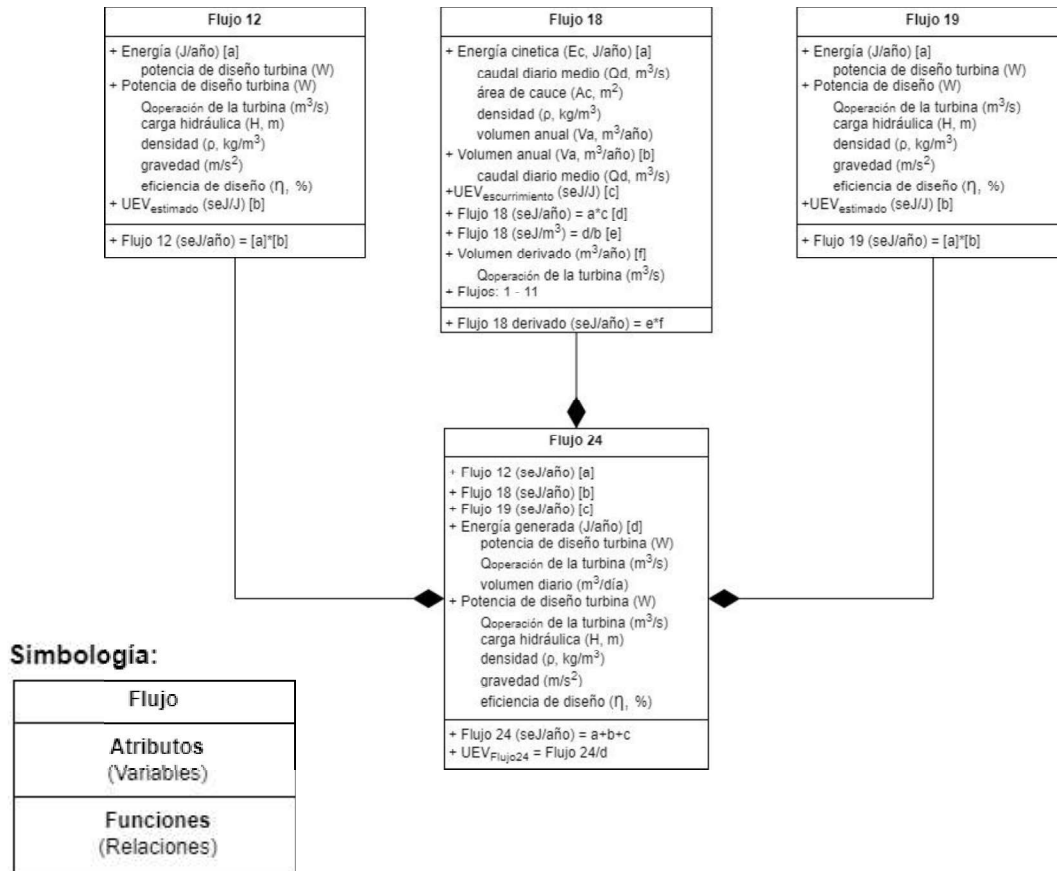 Flujo 12
+ Energía (J/año) [a]
potencia de diseño turbina (W)
+ Potencia de diseño turbina (W)
Qoperación de la turbina (m³/s)
carga hidráulica (H, m)
densidad (ρ, kg/m³)
gravedad (m/s²)
eficiencia de diseño (η, %)
+ UEVestimado (seJ/J) [b]
+ Flujo 12 (seJ/año) = [a]*[b]
Flujo 18
+ Energía cinetica (Ec, J/año) [a]
caudal diario medio (Qd, m³/s)
área de cauce (Ac, m²)
densidad (ρ, kg/m³)
volumen anual (Va, m³/año)
+ Volumen anual (Va, m³/año) [b]
caudal diario medio (Qd, m³/s)
+UEVescurrimiento (seJ/J) [c]
+ Flujo 18 (seJ/año) = a*c [d]
+ Flujo 18 (seJ/m³) = d/b [e]
+ Volumen derivado (m³/año) [f]
Qoperación de la turbina (m³/s)
+ Flujos: 1 - 11
+ Flujo 18 derivado (seJ/año) = e*f
Flujo 19
+ Energía (J/año) [a]
potencia de diseño turbina (W)
+ Potencia de diseño (W)
Qoperación de la turbina (m³/s)
carga hidráulica (H, m)
densidad (ρ, kg/m³)
gravedad (m/s²)
eficiencia de diseño (η, %)
+UEVestimado (seJ/J) [b]
+ Flujo 19 (seJ/año) = [a]*[b]
Flujo 24
+ Flujo 12 (seJ/año) [a]
+ Flujo 18 (seJ/año) [b]
+ Flujo 19 (seJ/año) [c]
+ Energía generada (J/año) [d]
potencia de diseño turbina (W)
Qoperación de la turbina (m³/s)
volumen diario (m³/día)
+ Potencia de diseño turbina (W)
Qoperación de la turbina (m³/s)
carga hidráulica (H, m)
densidad (ρ, kg/m³)
gravedad (m/s²)
eficiencia de diseño (η, %)
+ Flujo 24 (seJ/año) = a+b+c
+ UEVFlujo24 = Flujo 24/d
Simbología:
Flujo
Atributos
(Variables)
Funciones
(Relaciones)